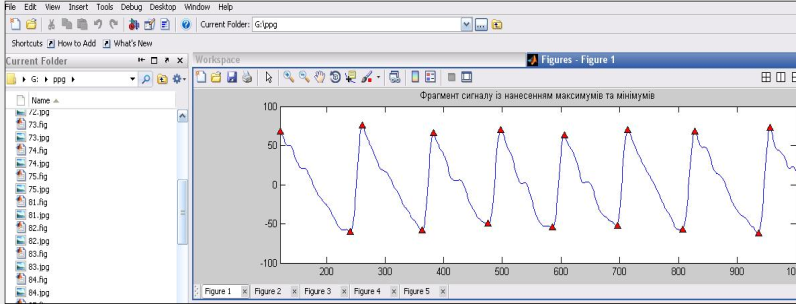 File Edit View Insert Tools Debug Desktop Window Help
Current Folder: G:\ppg
Shortcuts How to Add What's New
Current Folder
Workspace
Figures - Figure 1
G: ppg
Name
72.jpg
73.fig
73.jpg
74.fig
74.jpg
75.fig
75.jpg
81.fig
81.jpg
82.fig
82.jpg
83.fig
83.jpg
84.fig
84.jpg
Фрагмент сигналу із нанесенням максимумів та мінімумів
100
50
0
-50
-100
200 300 400 500 600 700 800 900
Figure 1 Figure 2 Figure 3 Figure 4 Figure 5